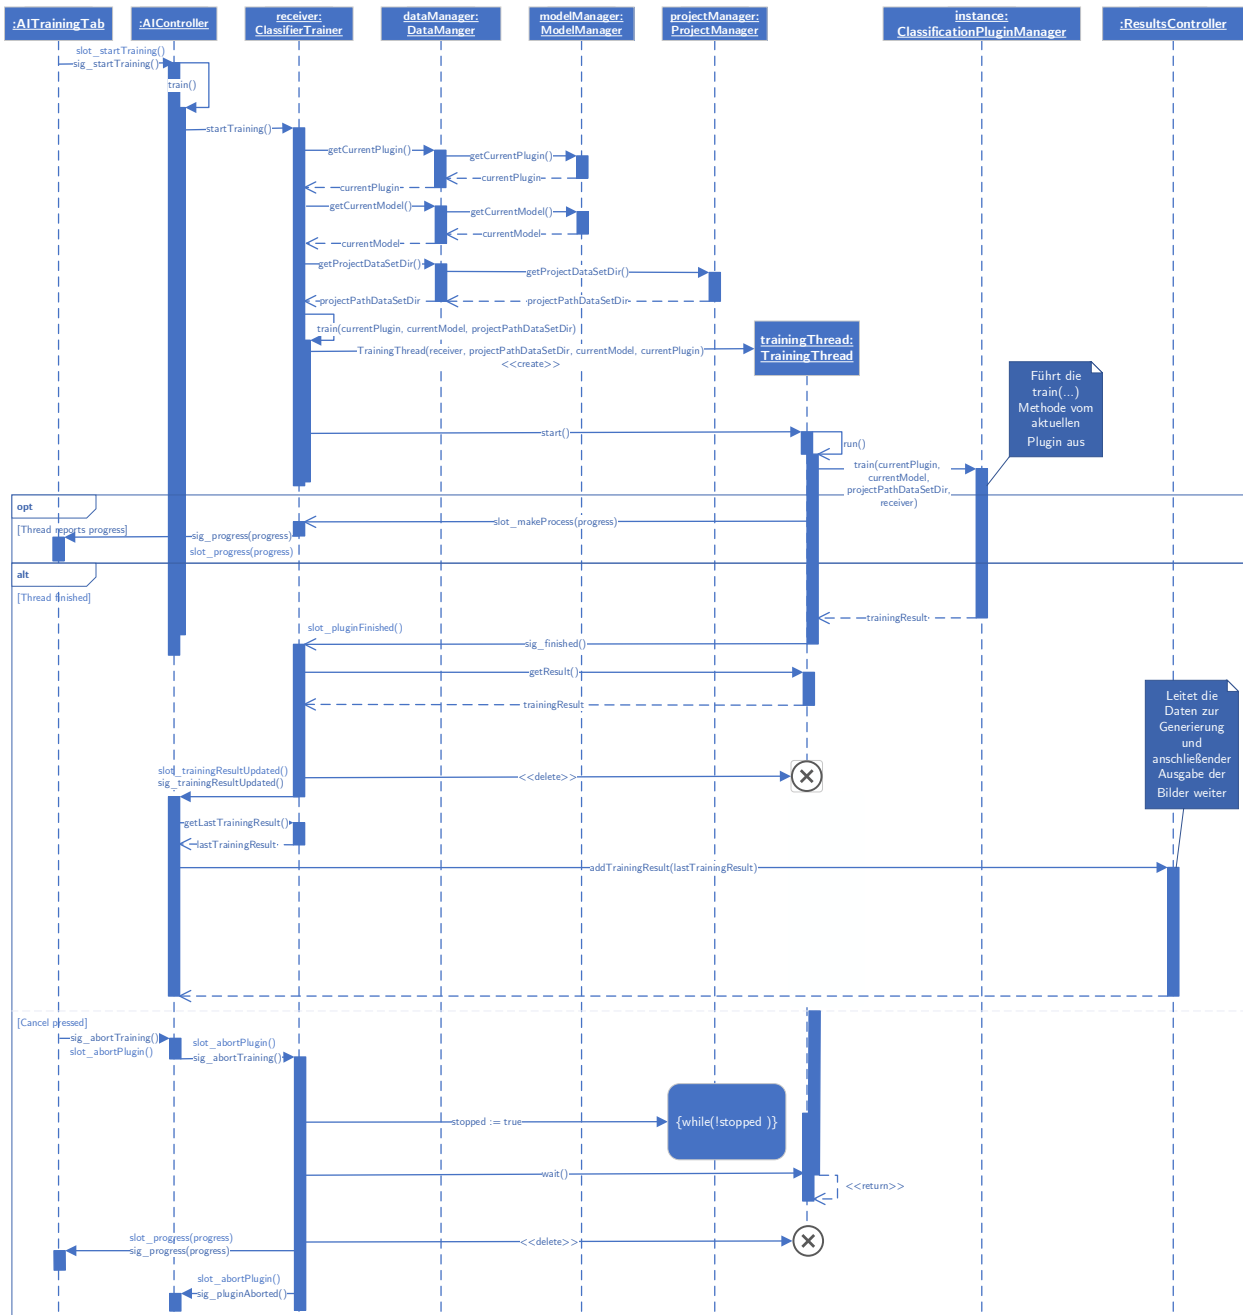 :AITrainingTab
:AIController
receiver:
ClassifierTrainer
dataManager:
DataManger
modelManager:
ModelManager
projectManager:
ProjectManager
instance:
ClassificationPluginManager
:ResultsController
slot_startTraining()
sig_startTraining()
train()
startTraining()
getCurrentPlugin()
getCurrentPlugin()
currentPlugin
currentPlugin
getCurrentModel()
getCurrentModel()
currentModel
currentModel
getProjectDataSetDir()
getProjectDataSetDir()
projectPathDataSetDir
projectPathDataSetDir
train(currentPlugin, currentModel, projectPathDataSetDir)
TrainingThread(receiver, projectPathDataSetDir, currentModel, currentPlugin)
<<create>>
trainingThread:
TrainingThread
Führt die
train(...)
Methode vom
aktuellen
Plugin aus
start()
run()
train(currentPlugin,
currentModel,
projectPathDataSetDir,
receiver)
opt
[Thread reports progress]
slot_makeProcess(progress)
sig_progress(progress)
slot_progress(progress)
alt
[Thread finished]
trainingResult
slot_pluginFinished()
sig_finished()
getResult()
trainingResult
Leitet die
Daten zur
Generierung
und
anschließender
Ausgabe der
Bilder weiter
slot_trainingResultUpdated()
sig_trainingResultUpdated()
<<delete>>
getLastTrainingResult()
lastTrainingResult
addTrainingResult(lastTrainingResult)
[Cancel pressed]
sig_abortTraining()
slot_abortPlugin()
slot_abortPlugin()
sig_abortTraining()
stopped := true
{while(!stopped )}
wait()
<<return>>
slot_progress(progress)
sig_progress(progress)
<<delete>>
slot_abortPlugin()
sig_pluginAborted()